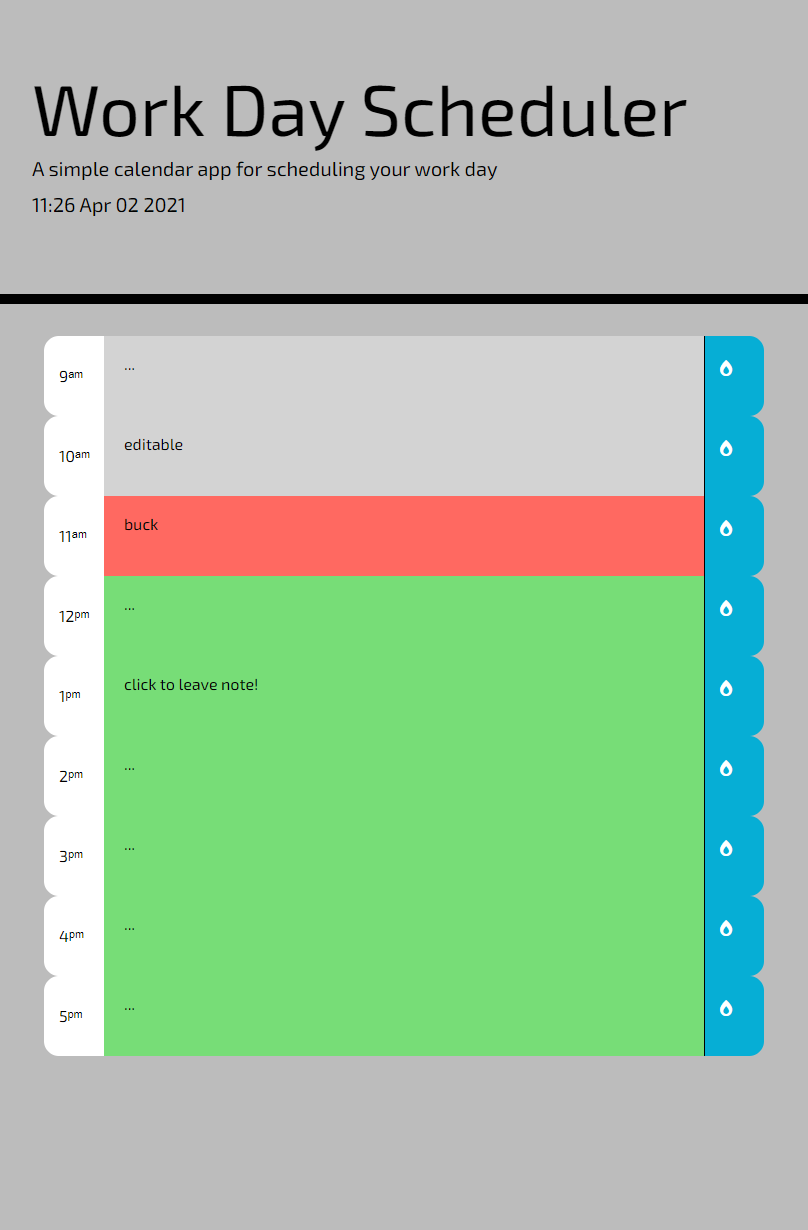 Work Day Scheduler
A simple calendar app for scheduling your work day
11:26 Apr 02 2021
9am ...
10am editable
11am buck
12pm ...
1pm click to leave note!
2pm ...
3pm ...
4pm ...
5pm ...